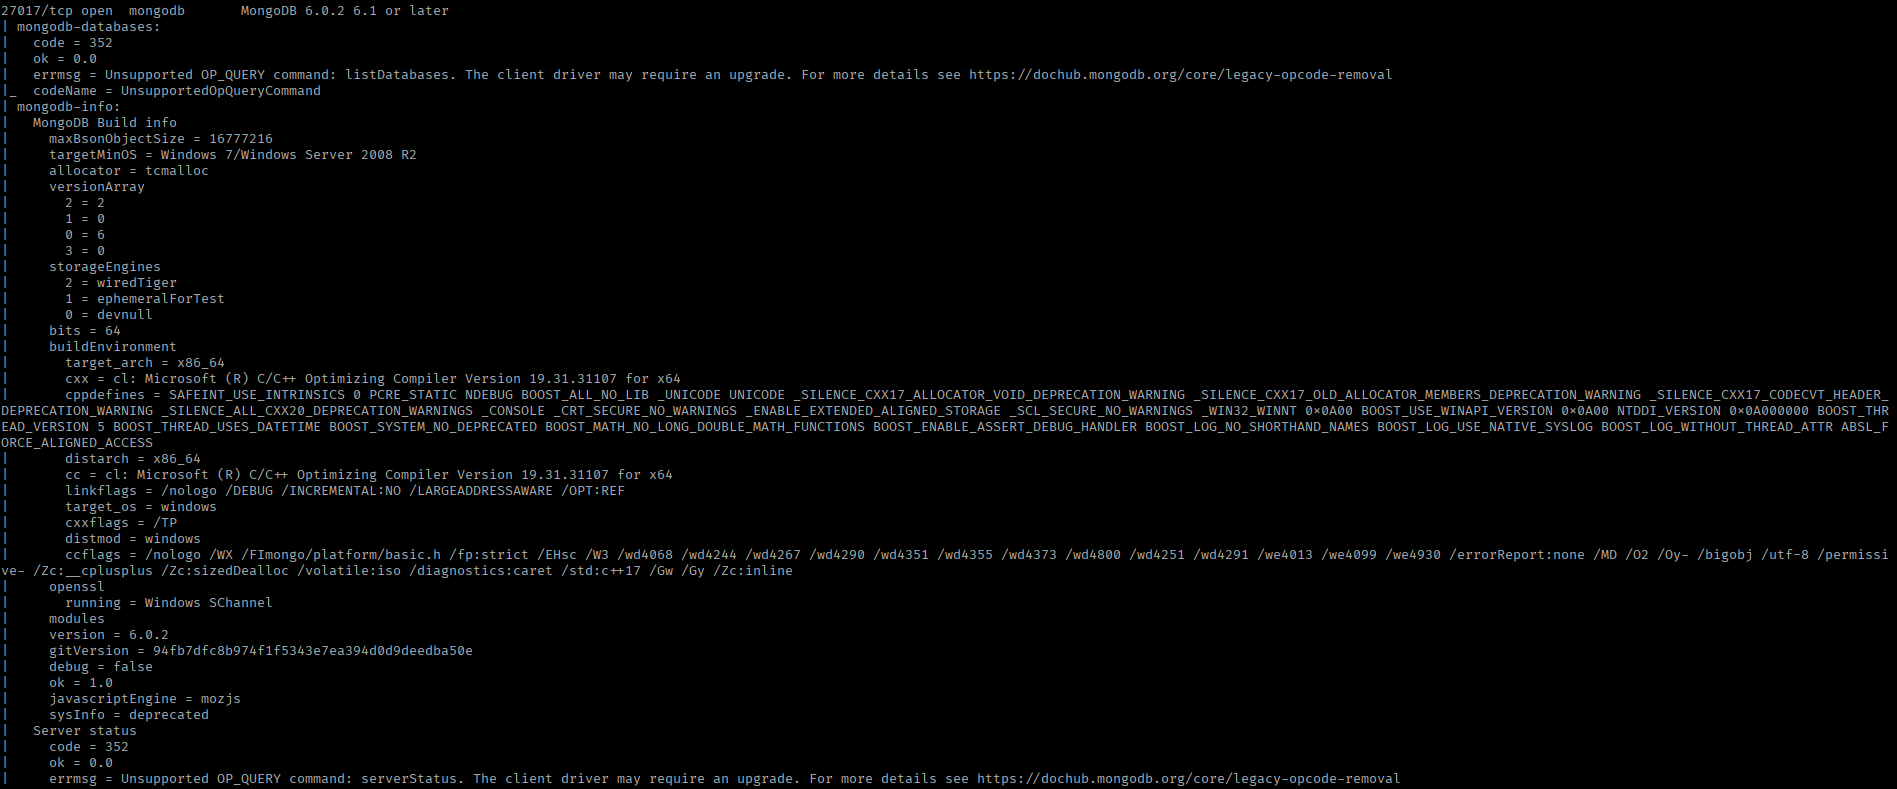 27017/tcp open  mongodb       MongoDB 6.0.2 6.1 or later
| mongodb-databases:
|   code = 352
|   ok = 0.0
|   errmsg = Unsupported OP_QUERY command: listDatabases. The client driver may require an upgrade. For more details see https://dochub.mongodb.org/core/legacy-opcode-removal
|_  codeName = UnsupportedOpQueryCommand
| mongodb-info:
|   MongoDB Build info
|     maxBsonObjectSize = 16777216
|     targetMinOS = Windows 7/Windows Server 2008 R2
|     allocator = tcmalloc
|     versionArray
|       2 = 2
|       1 = 0
|       0 = 6
|       3 = 0
|     storageEngines
|       2 = wiredTiger
|       1 = ephemeralForTest
|       0 = devnull
|     bits = 64
|     buildEnvironment
|       target_arch = x86_64
|       cxx = cl: Microsoft (R) C/C++ Optimizing Compiler Version 19.31.31107 for x64
|       cppdefines = SAFEINT_USE_INTRINSICS 0 PCRE_STATIC NDEBUG BOOST_ALL_NO_LIB _UNICODE UNICODE _SILENCE_CXX17_ALLOCATOR_VOID_DEPRECATION_WARNING _SILENCE_CXX17_OLD_ALLOCATOR_MEMBERS_DEPRECATION_WARNING _SILENCE_CXX17_CODECVT_HEADER_
DEPRECATION_WARNING _SILENCE_ALL_CXX20_DEPRECATION_WARNINGS _CONSOLE _CRT_SECURE_NO_WARNINGS _ENABLE_EXTENDED_ALIGNED_STORAGE _SCL_SECURE_NO_WARNINGS _WIN32_WINNT 0x0A00 BOOST_USE_WINAPI_VERSION 0x0A00 NTDDI_VERSION 0x0A000000 BOOST_THR
EAD_VERSION 5 BOOST_THREAD_USES_DATETIME BOOST_SYSTEM_NO_DEPRECATED BOOST_MATH_NO_LONG_DOUBLE_MATH_FUNCTIONS BOOST_ENABLE_ASSERT_DEBUG_HANDLER BOOST_LOG_NO_SHORTHAND_NAMES BOOST_LOG_USE_NATIVE_SYSLOG BOOST_LOG_WITHOUT_THREAD_ATTR ABSL_F
ORCE_ALIGNED_ACCESS
|       distarch = x86_64
|       cc = cl: Microsoft (R) C/C++ Optimizing Compiler Version 19.31.31107 for x64
|       linkflags = /nologo /DEBUG /INCREMENTAL:NO /LARGEADDRESSAWARE /OPT:REF
|       target_os = windows
|       cxxflags = /TP
|       distmod = windows
|       ccflags = /nologo /WX /FImongo/platform/basic.h /fp:strict /EHsc /W3 /wd4068 /wd4244 /wd4267 /wd4290 /wd4351 /wd4355 /wd4373 /wd4800 /wd4251 /wd4291 /we4013 /we4099 /we4930 /errorReport:none /MD /O2 /Oy- /bigobj /utf-8 /permissi
ve- /Zc:__cplusplus /Zc:sizedDealloc /volatile:iso /diagnostics:caret /std:c++17 /Gw /Gy /Zc:inline
|     openssl
|       running = Windows SChannel
|     modules
|     version = 6.0.2
|     gitVersion = 94fb7dfc8b974f1f5343e7ea394d0d9deedba50e
|     debug = false
|     ok = 1.0
|     javascriptEngine = mozjs
|     sysInfo = deprecated
|   Server status
|     code = 352
|     ok = 0.0
|     errmsg = Unsupported OP_QUERY command: serverStatus. The client driver may require an upgrade. For more details see https://dochub.mongodb.org/core/legacy-opcode-removal